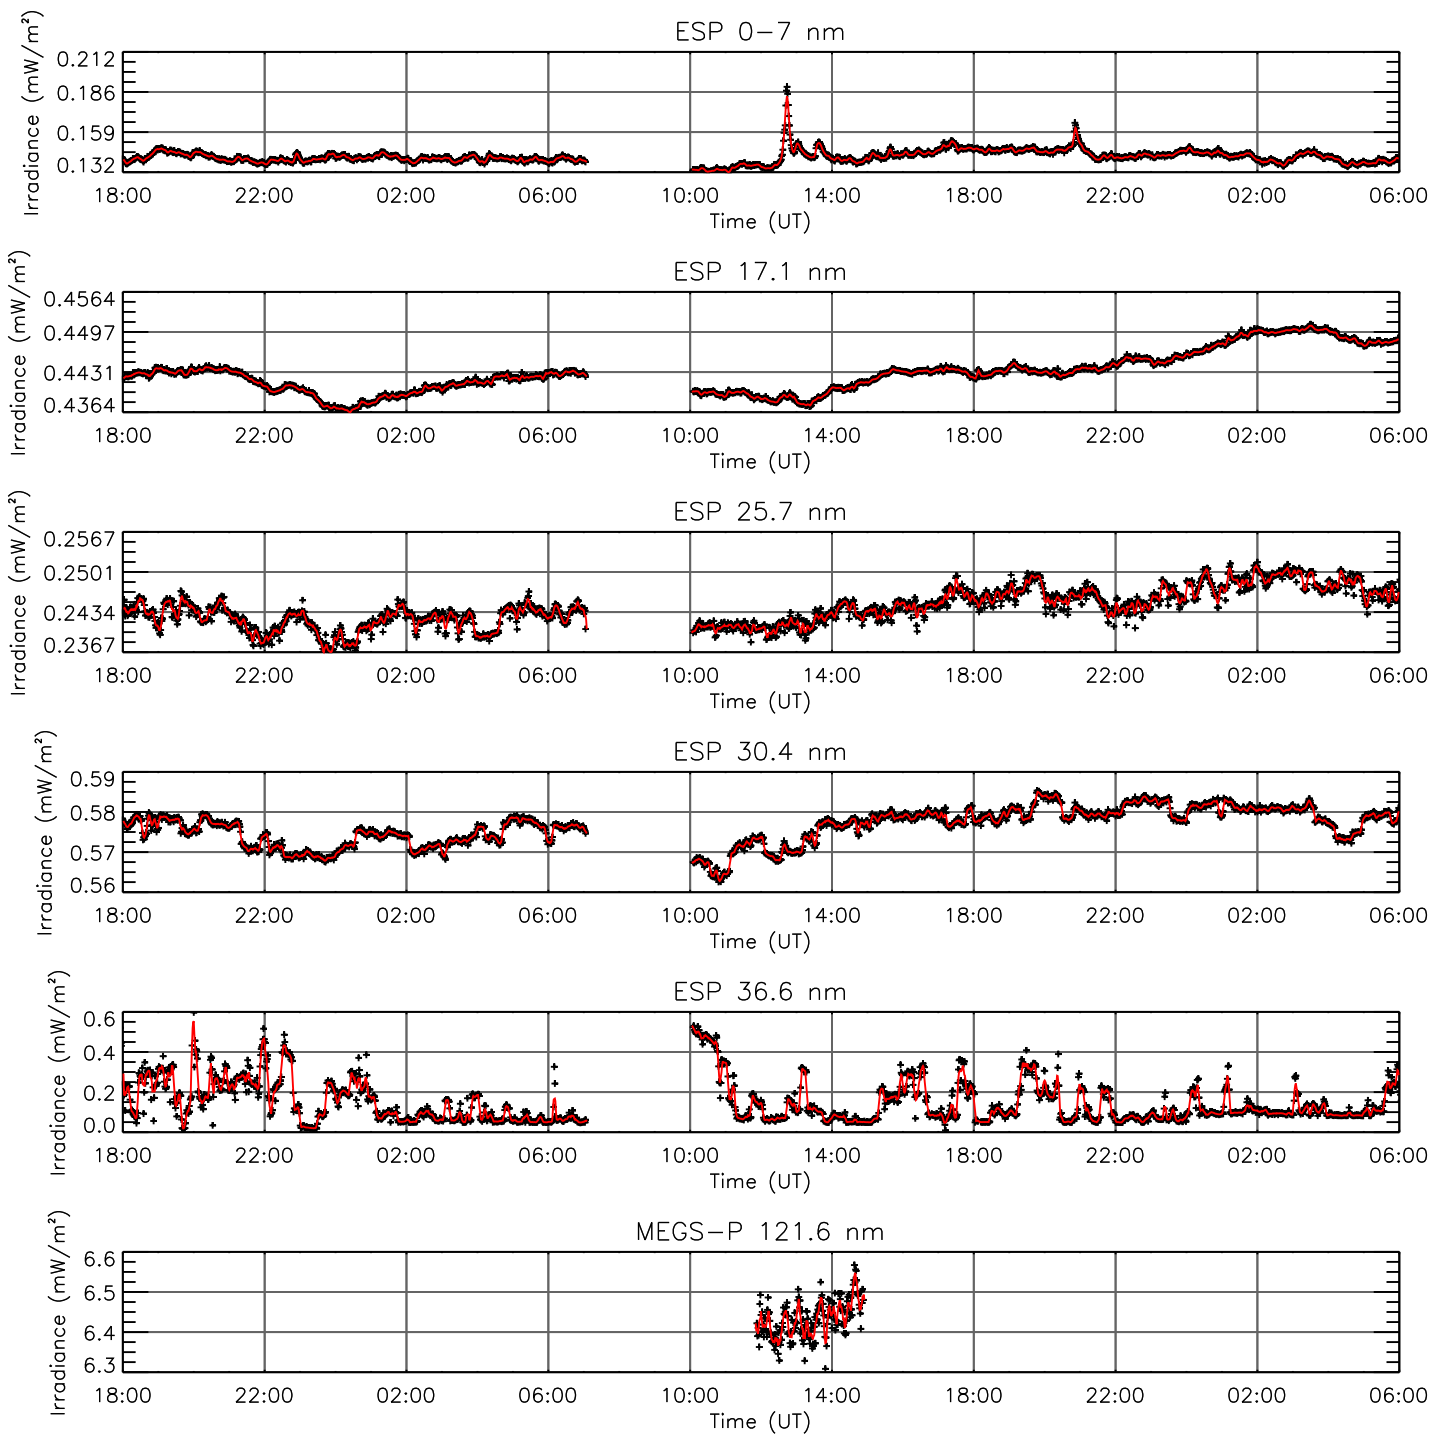 ESP 0-7 nm
Irradiance (mW/m²)
0.212
0.186
0.159
0.132
18:00 22:00 02:00 06:00 10:00 14:00 18:00 22:00 02:00 06:00
Time (UT)
ESP 17.1 nm
Irradiance (mW/m²)
0.4564
0.4497
0.4431
0.4364
18:00 22:00 02:00 06:00 10:00 14:00 18:00 22:00 02:00 06:00
Time (UT)
ESP 25.7 nm
Irradiance (mW/m²)
0.2567
0.2501
0.2434
0.2367
18:00 22:00 02:00 06:00 10:00 14:00 18:00 22:00 02:00 06:00
Time (UT)
ESP 30.4 nm
Irradiance (mW/m²)
0.59
0.58
0.57
0.56
18:00 22:00 02:00 06:00 10:00 14:00 18:00 22:00 02:00 06:00
Time (UT)
ESP 36.6 nm
Irradiance (mW/m²)
0.6
0.4
0.2
0.0
18:00 22:00 02:00 06:00 10:00 14:00 18:00 22:00 02:00 06:00
Time (UT)
MEGS-P 121.6 nm
Irradiance (mW/m²)
6.6
6.5
6.4
6.3
18:00 22:00 02:00 06:00 10:00 14:00 18:00 22:00 02:00 06:00
Time (UT)